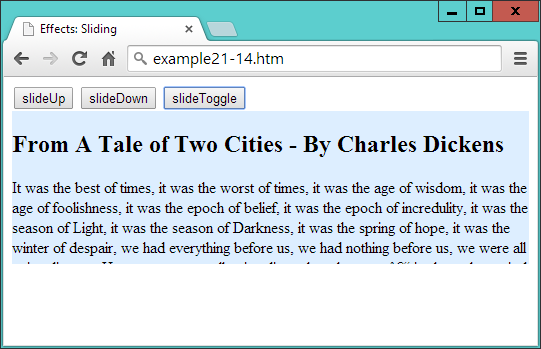 Effects: Sliding
example21-14.htm
slideUp slideDown slideToggle
From A Tale of Two Cities - By Charles Dickens
It was the best of times, it was the worst of times, it was the age of wisdom, it was the
age of foolishness, it was the epoch of belief, it was the epoch of incredulity, it was the
season of Light, it was the season of Darkness, it was the spring of hope, it was the
winter of despair, we had everything before us, we had nothing before us, we were all